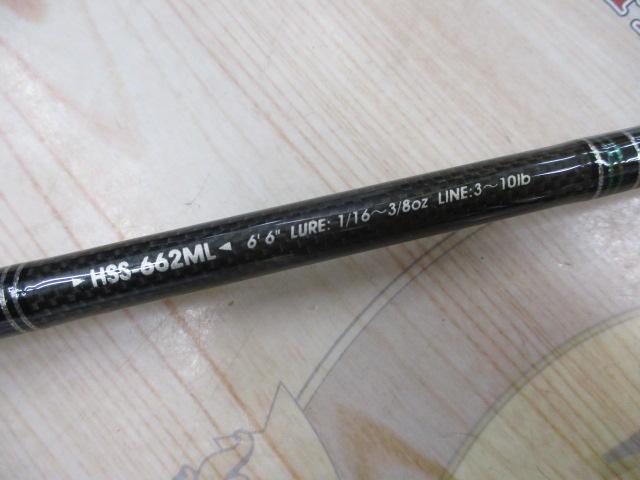 ►HSS-662ML◄ 6'6" LURE: 1/16~3/8oz LINE:3~10lb